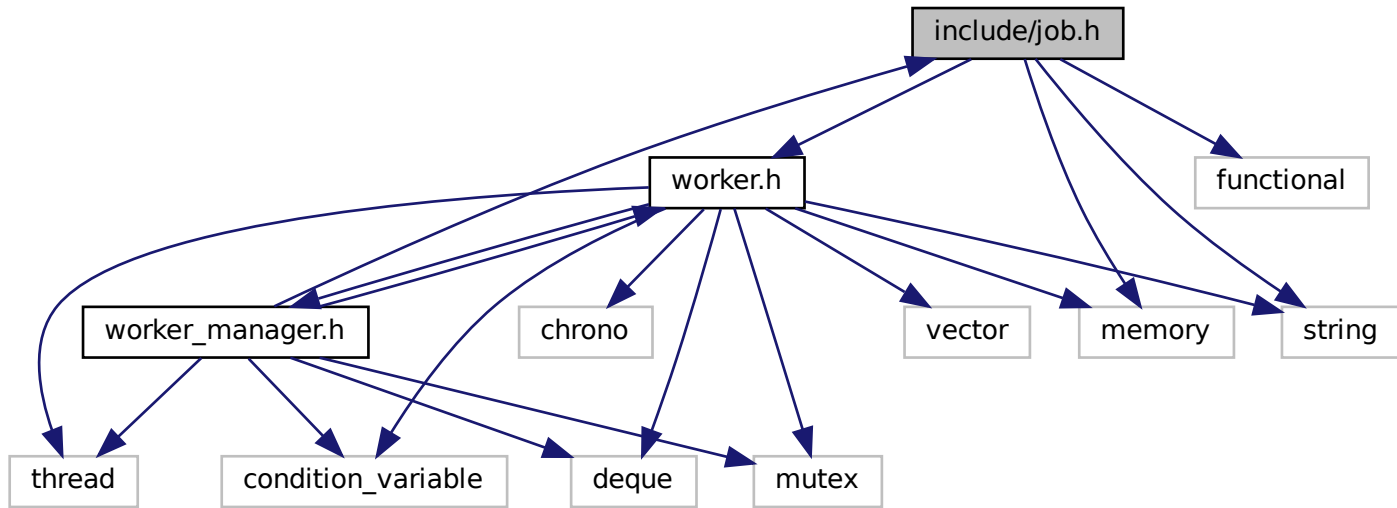 include/job.h
worker.h
functional
worker_manager.h
chrono
vector
memory
string
thread
condition_variable
deque
mutex